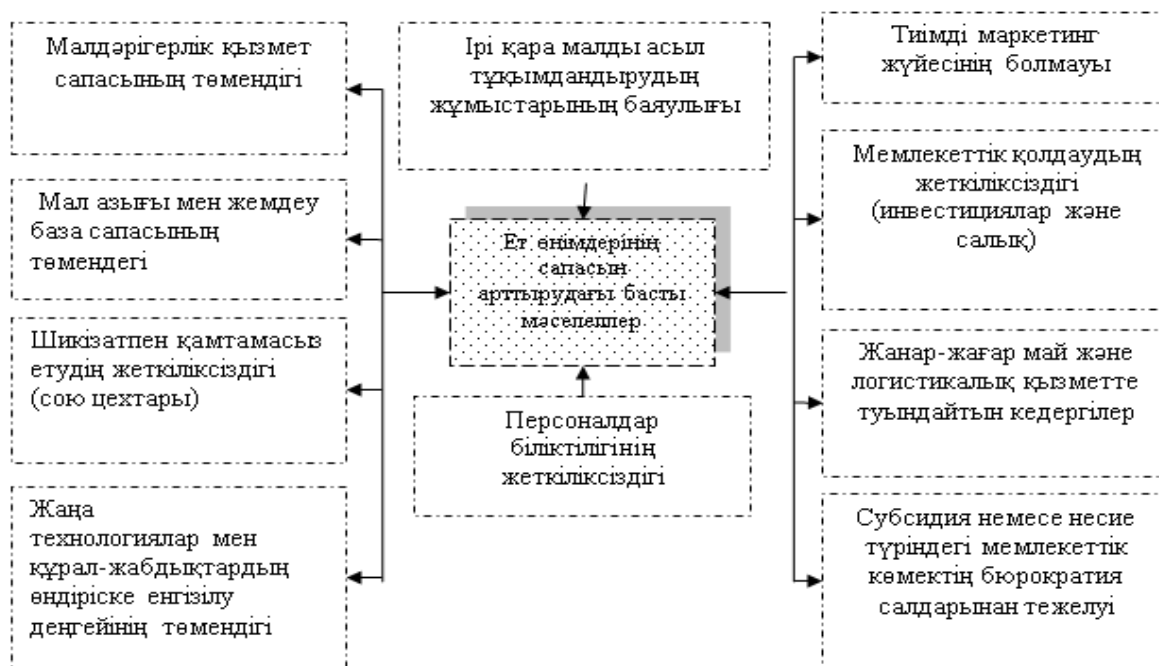 Малдәрігерлік қызмет
сапасының төмендігі
Мал азығы мен жемдеу
база сапасының
төмендегі
Шикізатпен қамтамасыз
етудің жеткіліксіздігі
(сою цехтары)
Жаңа
технологиялар мен
құрал-жабдықтардың
өндіріске енгізілу
деңгейінің төмендігі
Ірі қара малды асыл
тұқымдандырудың
жұмыстарының баяулығы
Ет өңімдерінің
сапасын
арттырудағы басты
мәселеплер
Персоналдар
біліктілігінің
жеткіліксіздігі
Тиімді маркетинг
жүйесінің болмауы
Мемлекеттік қолдаудың
жеткіліксіздігі
(инвестициялар және
салық)
Жанар-жағар май және
логистикалық қызметте
туындайтын кедергілер
Субсидия немесе несие
түріндегі мемлекеттік
көмектің бюрократия
салдарынан тежелуі